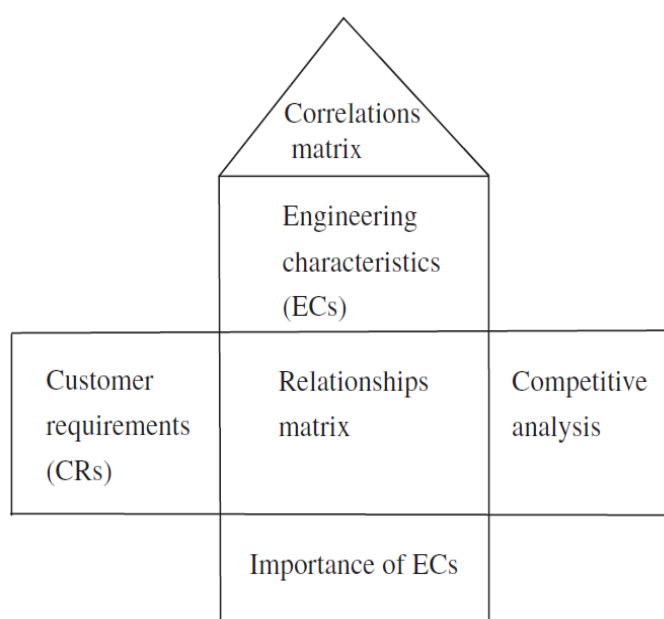 Correlations
matrix
Engineering
characteristics
(ECs)
Customer
requirements
(CRs)
Relationships
matrix
Competitive
analysis
Importance of ECs